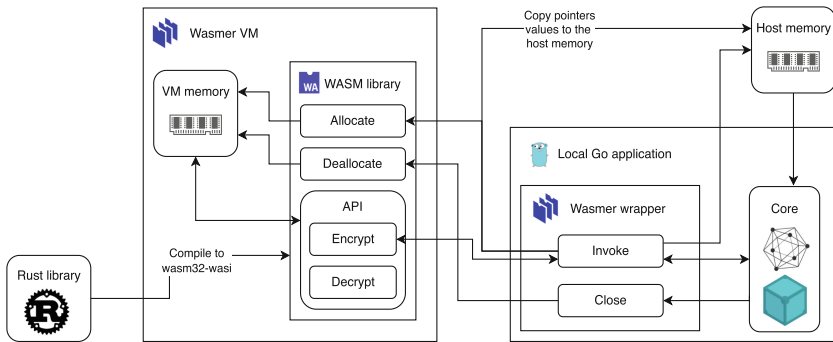 Wasmer VM
VM memory
WASM library
WA
Allocate
Deallocate
API
Encrypt
Decrypt
Compile to
wasm32-wasi
Rust library
R
Copy pointers
values to the
host memory
Host memory
Local Go application
Wasmer wrapper
Invoke
Close
Core